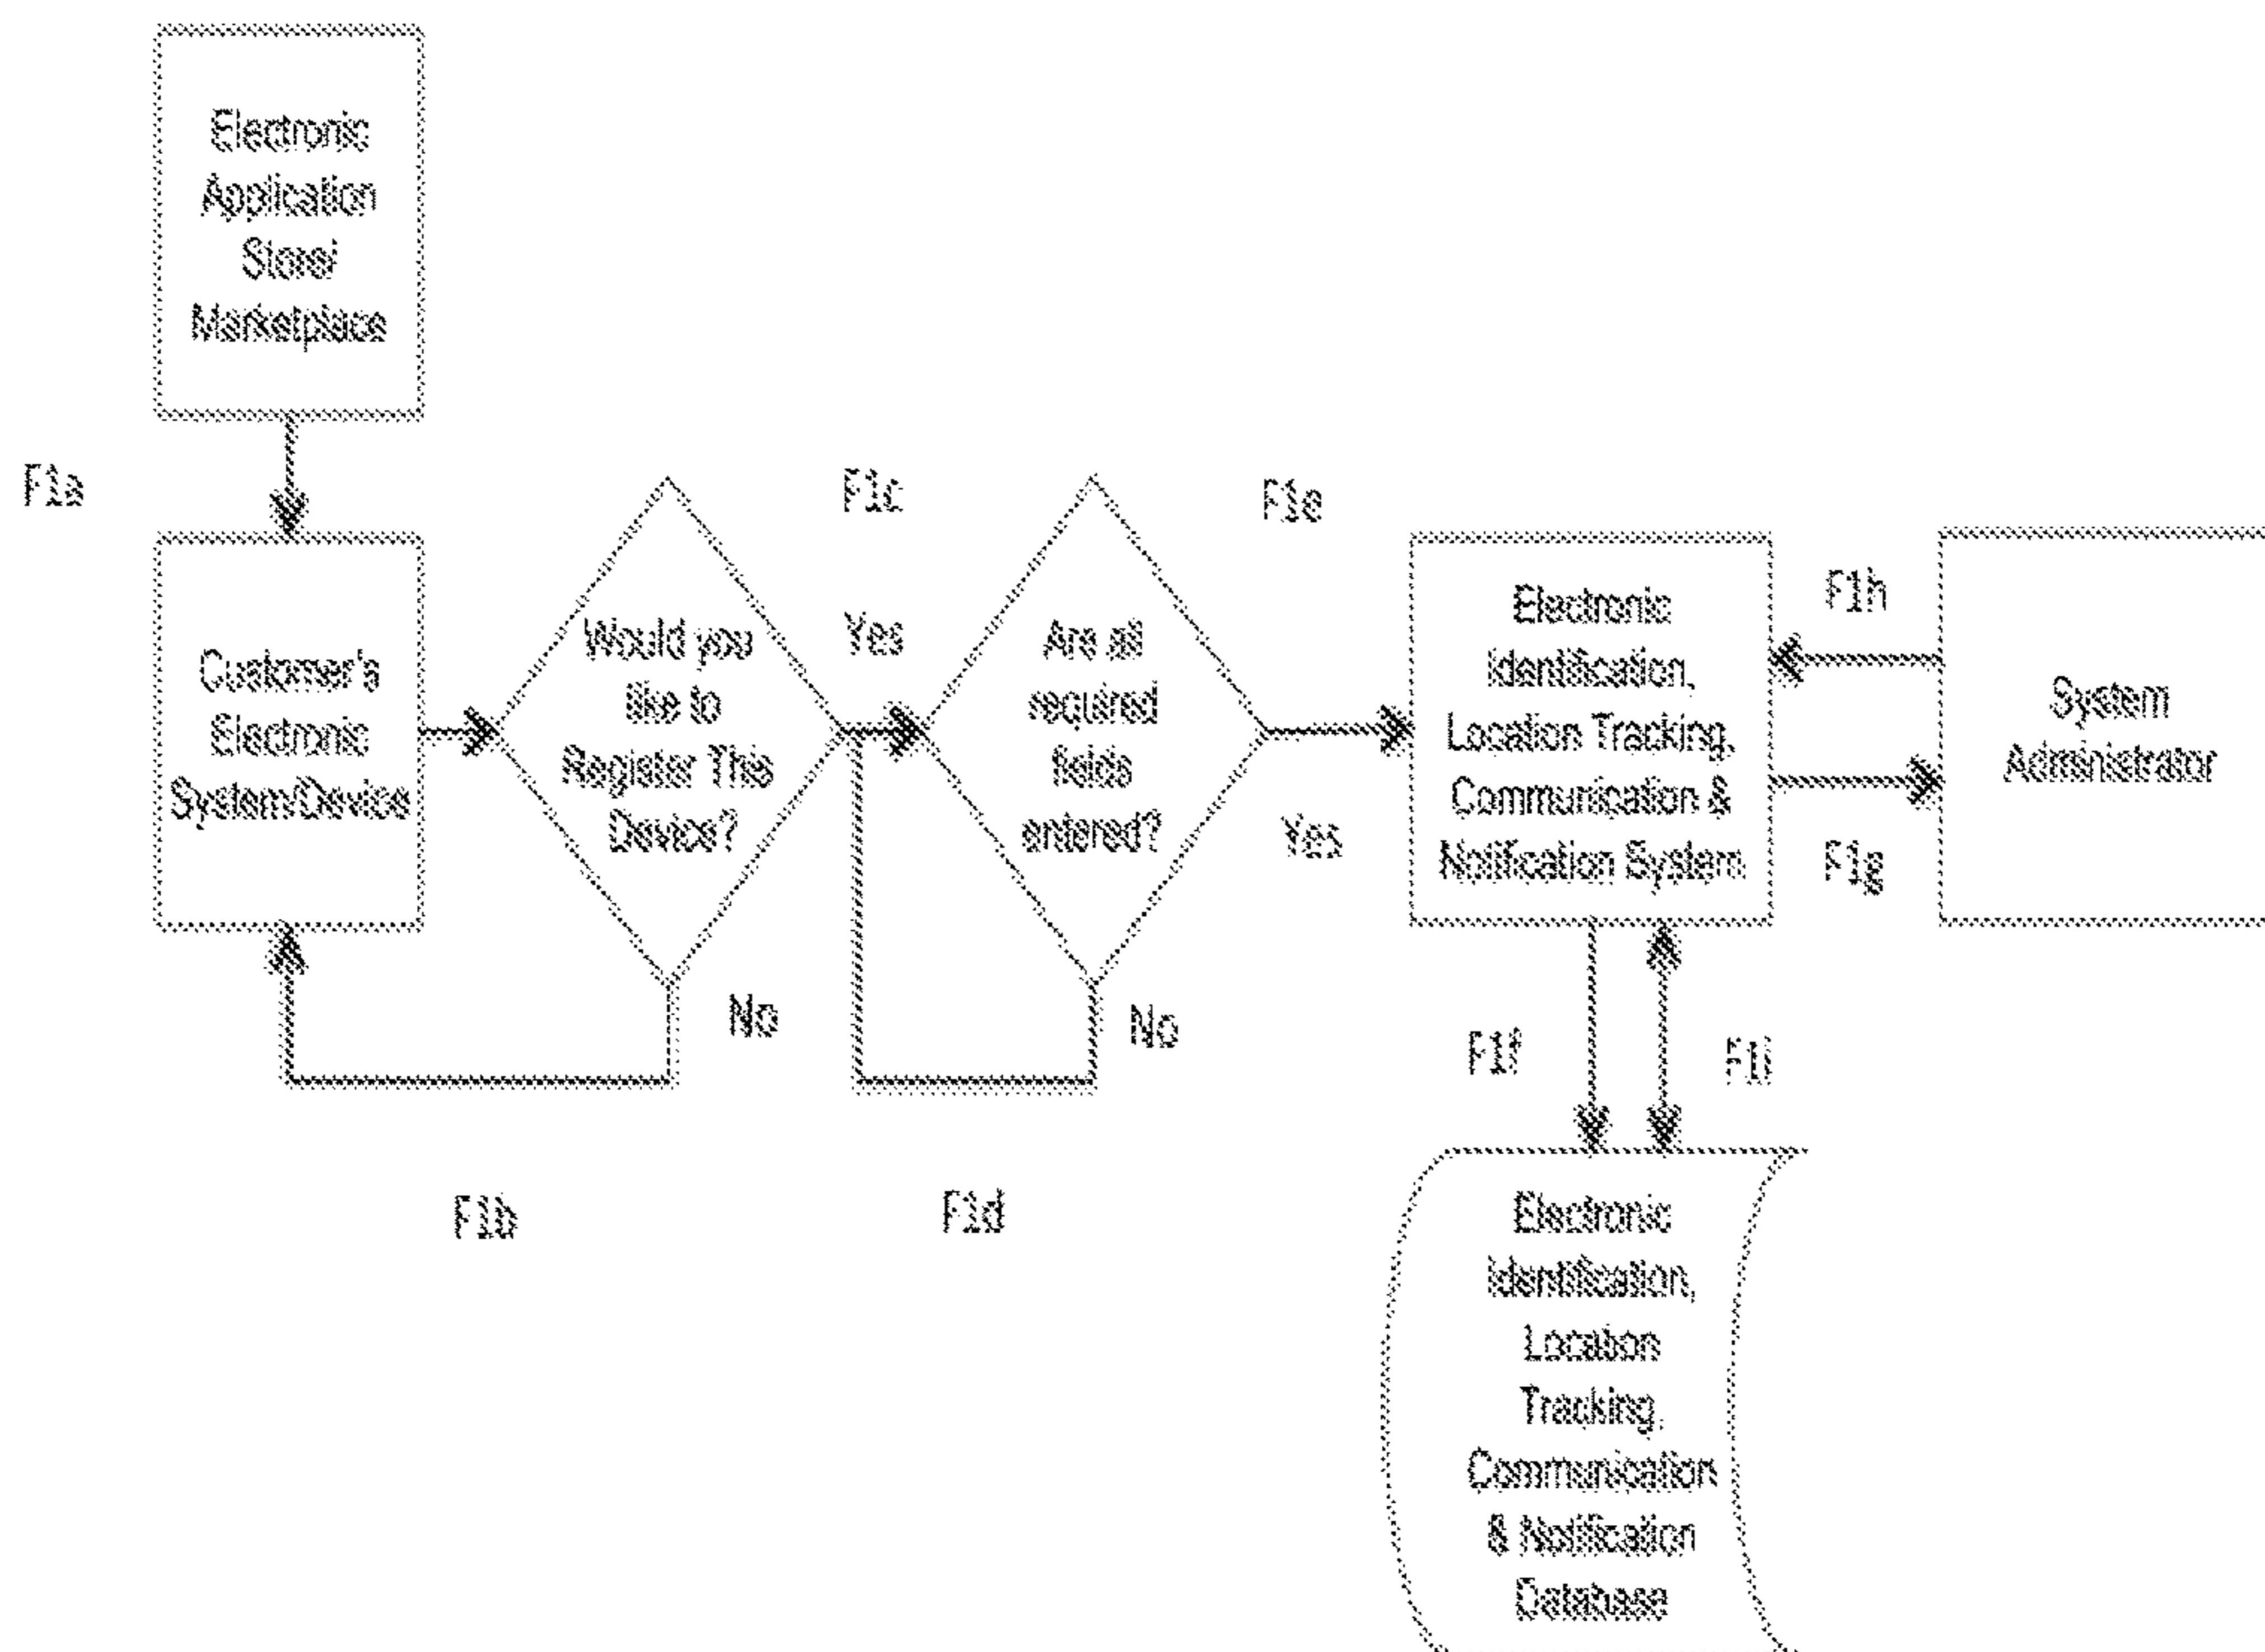 Electronic
Application
Store/
Marketplace
F1a
Customer's
Electronic
System/Device
Would you
like to
Register This
Device?
No
F1b
F1c
Yes
Are all
required
fields
entered?
No
F1d
F1e
Yes
Electronic
Identification,
Location Tracking,
Communication &
Notification System
F1h
F1g
System
Administrator
F1f
F1i
Electronic
Identification,
Location
Tracking,
Communication
& Notification
Database